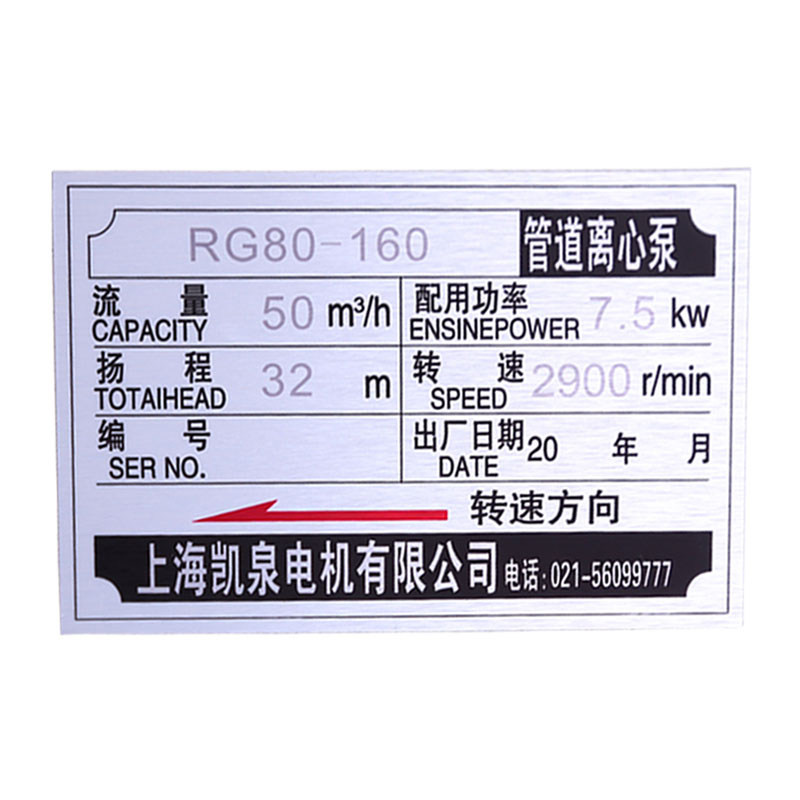 RG80-160 管道离心泵
流量 50 m³/h 配用功率 7.5 kw
CAPACITY ENSINEPOWER
扬程 32 m 转速 2900 r/min
TOTAIHEAD SPEED
编号 出厂日期 20 年 月
SER NO. DATE
转速方向
上海凯泉电机有限公司 电话:021-56099777